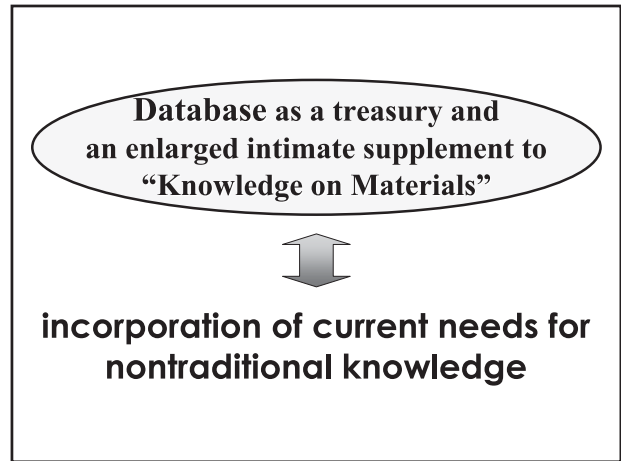 Database as a treasury and
an enlarged intimate supplement to
“Knowledge on Materials”
incorporation of current needs for
nontraditional knowledge